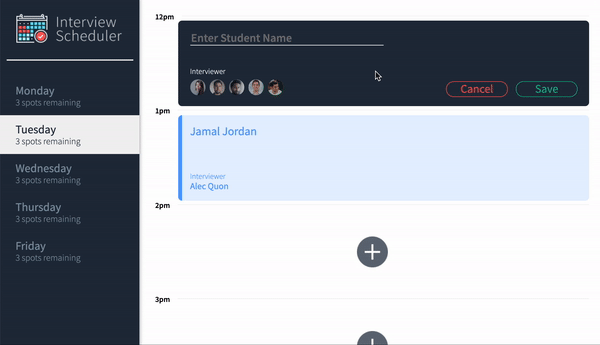 Interview
Scheduler
Monday
3 spots remaining
Tuesday
3 spots remaining
Wednesday
3 spots remaining
Thursday
3 spots remaining
Friday
3 spots remaining
12pm
Enter Student Name
Interviewer
Cancel
Save
1pm
Jamal Jordan
interviewer
Alec Quon
2pm
3pm